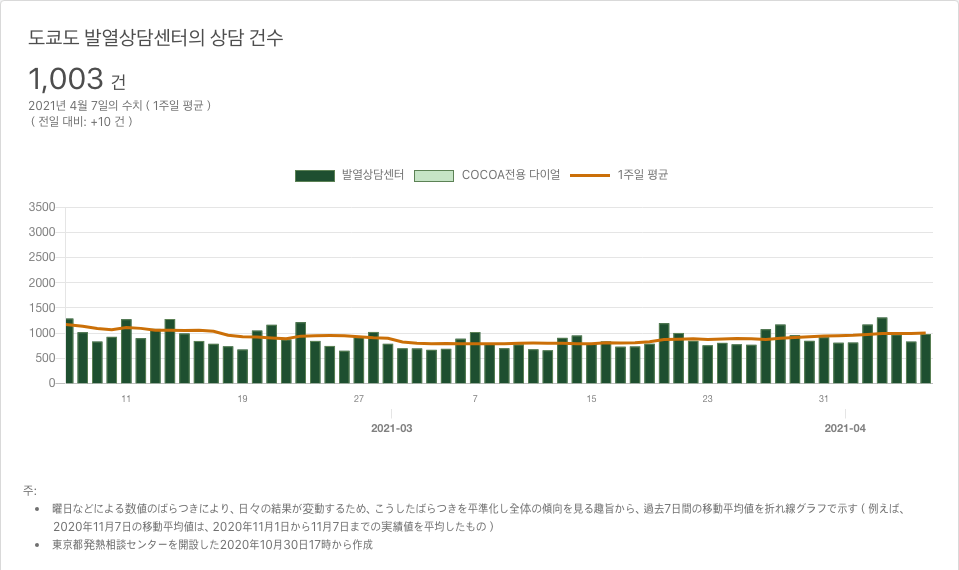 도쿄도 발열상담센터의 상담 건수
1,003 건
2021년 4월 7일의 수치 ( 1주일 평균 )
( 전일 대비: +10 건 )
발열상담센터 COCOA전용 다이얼 1주일 평균
3500
3000
2500
2000
1500
1000
500
0
11 19 27 7 15 23 31
2021-03 2021-04
주:
• 曜日などによる数値のばらつきにより、日々の結果が変動するため、こうしたばらつきを平準化し全体の傾向を見る趣旨から、過去7日間の移動平均値を折れ線グラフで示す ( 例えば、
2020年11月7日の移動平均値は、2020年11月1日から11月7日までの実績値を平均したもの )
• 東京都発熱相談センターを開設した2020年10月30日17時から作成